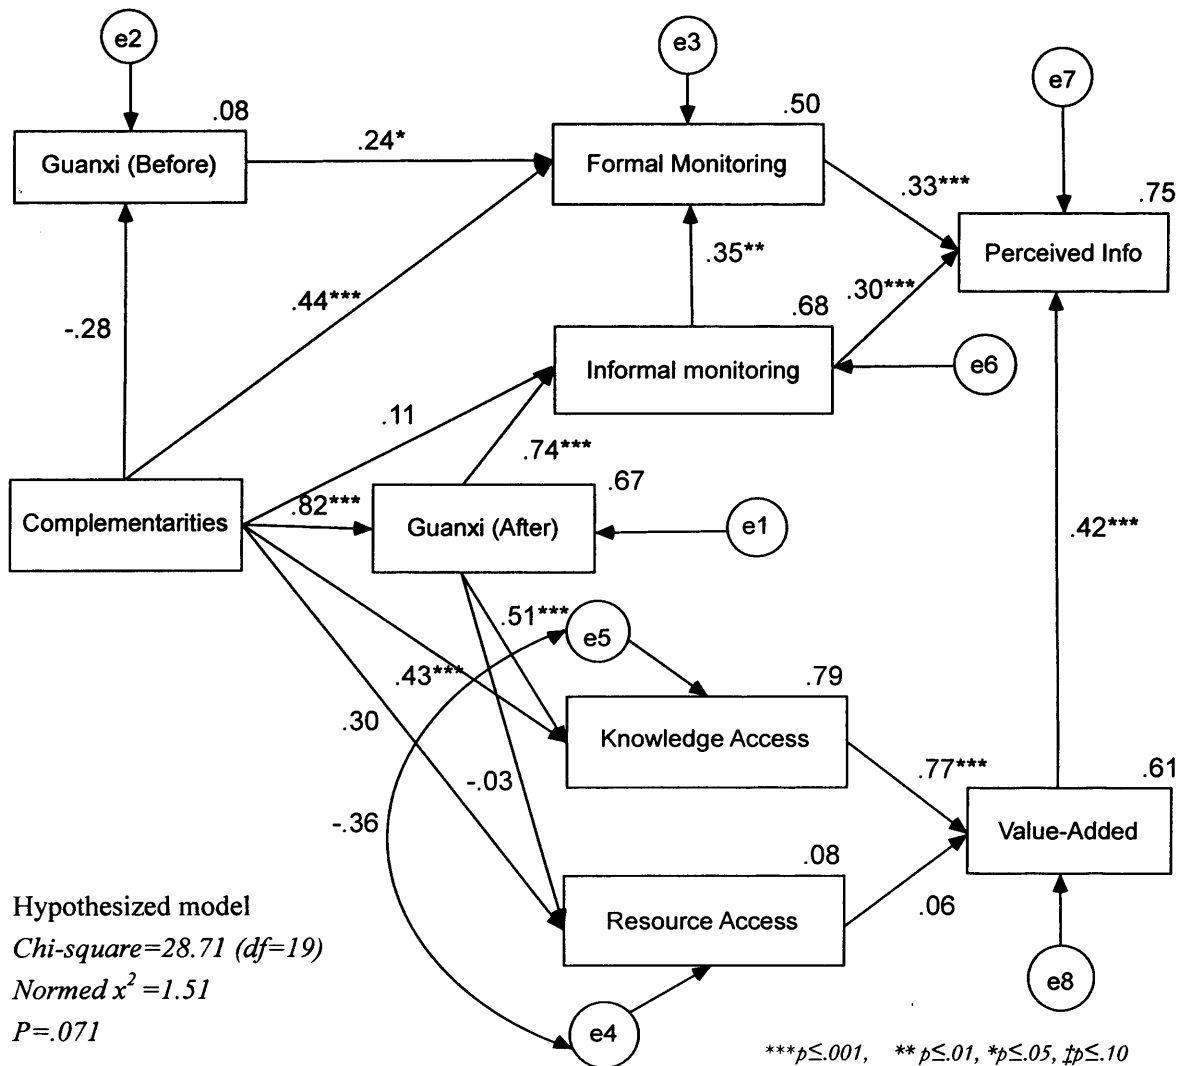 e2
e3
e7
.08
.50
Guanxi (Before)
.24*
Formal Monitoring
.33***
.75
Perceived Info
.35**
.44***
.30***
-.28
.68
Informal monitoring
e6
.11
.74***
.82***
.67
Complementarities
Guanxi (After)
e1
.42***
.51***
e5
.43***
.79
.30
Knowledge Access
-.03
.77***
.61
-.36
Value-Added
.08
.06
Resource Access
Hypothesized model
Chi-square=28.71 (df=19)
Normed x² =1.51
P=.071
e8
e4
***p≤.001, **p≤.01, *p≤.05, ‡p≤.10